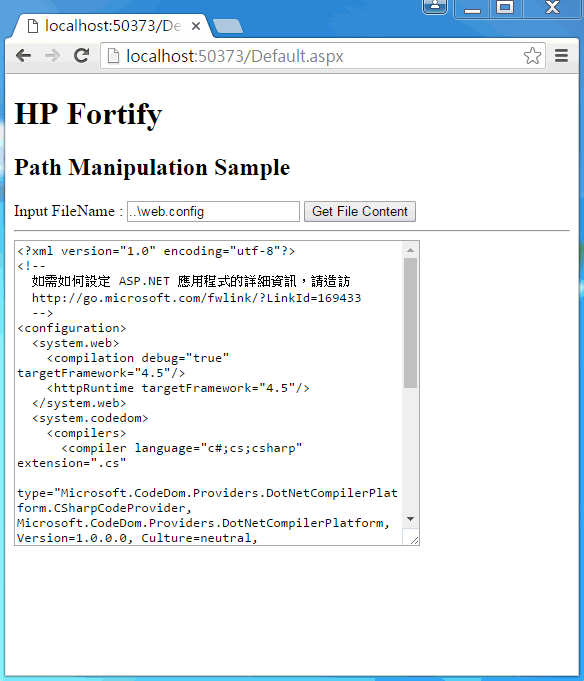 localhost:50373/De
localhost:50373/Default.aspx
HP Fortify
Path Manipulation Sample
Input FileName : ..\web.config Get File Content
<?xml version="1.0" encoding="utf-8"?>
<!--
  如需如何設定 ASP.NET 應用程式的詳細資訊，請造訪
  http://go.microsoft.com/fwlink/?LinkId=169433
  -->
<configuration>
  <system.web>
    <compilation debug="true"
targetFramework="4.5"/>
    <httpRuntime targetFramework="4.5"/>
  </system.web>
  <system.codedom>
    <compilers>
      <compiler language="c#;cs;csharp"
extension=".cs"
type="Microsoft.CodeDom.Providers.DotNetCompilerPlat
form.CSharpCodeProvider,
Microsoft.CodeDom.Providers.DotNetCompilerPlatform,
Version=1.0.0.0, Culture=neutral,